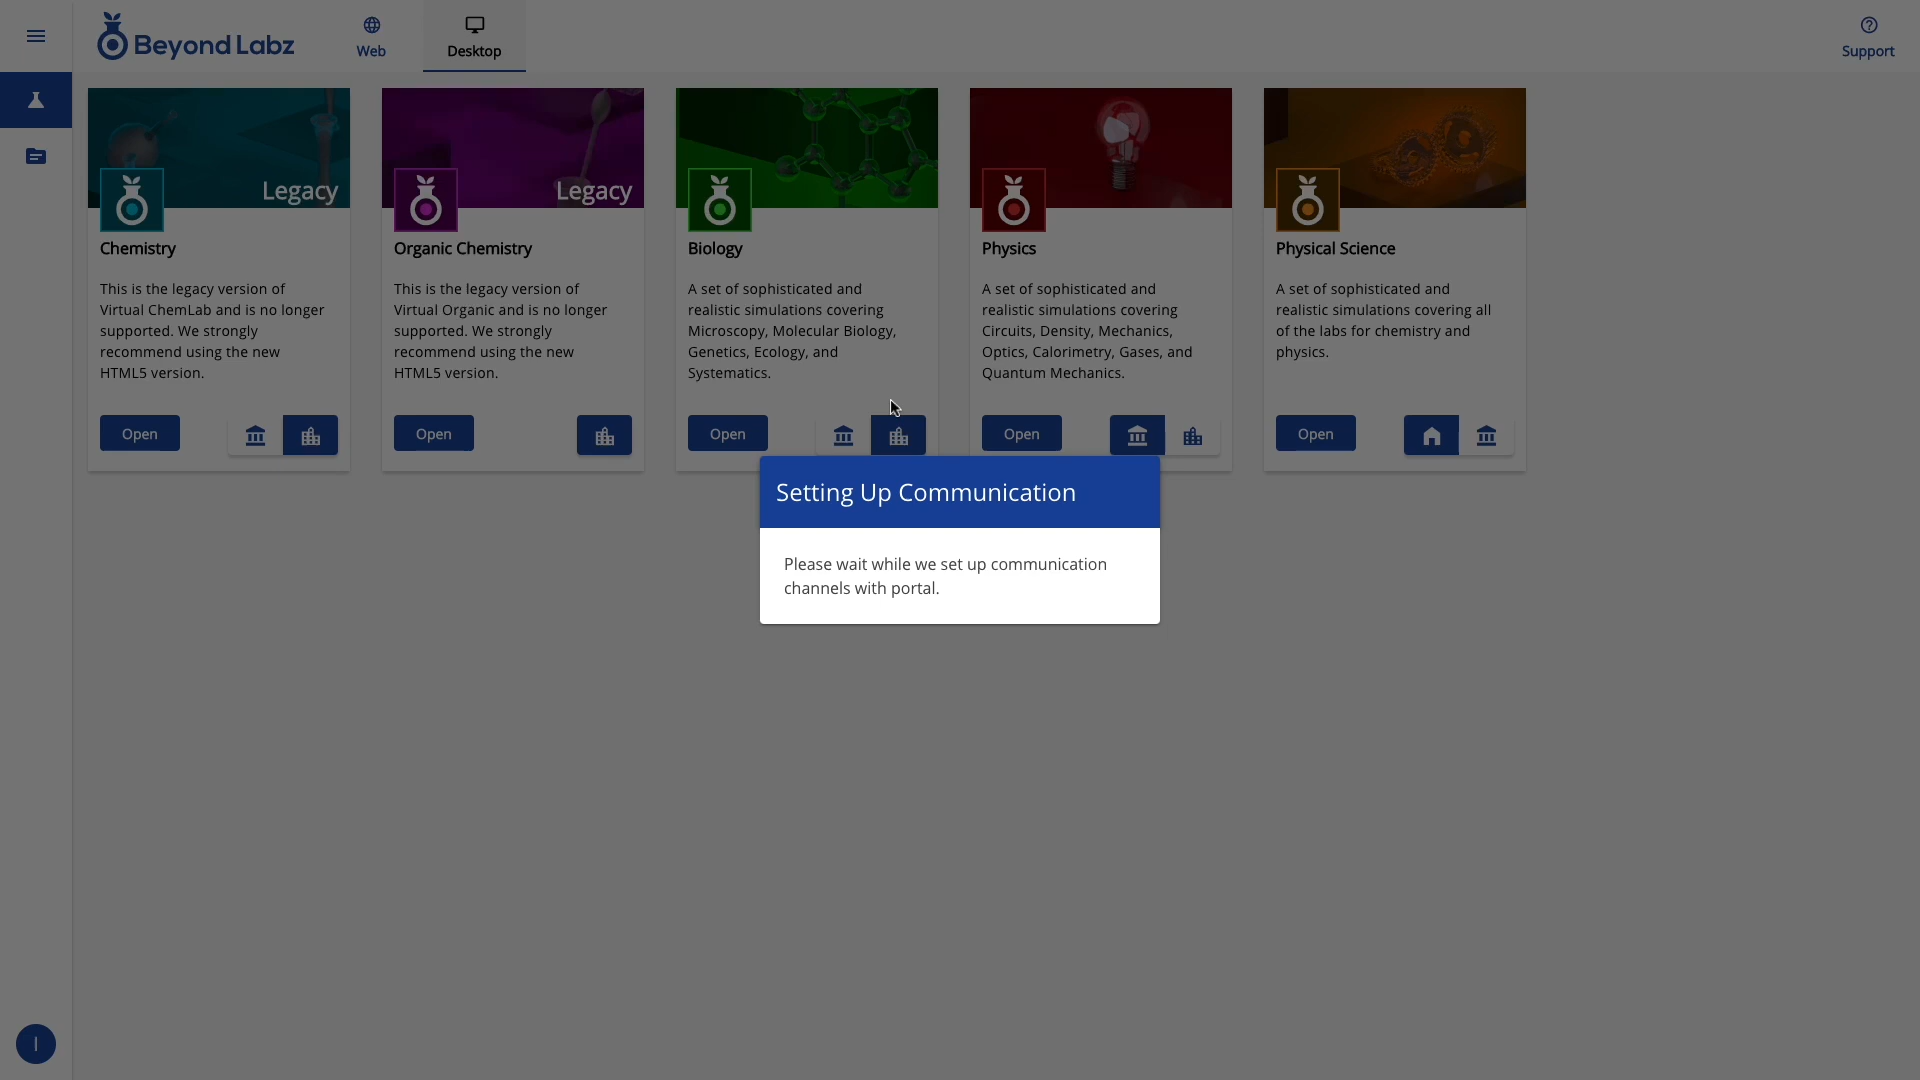 Beyond Labz
Web
Desktop
Support
Legacy
Chemistry
This is the legacy version of
Virtual ChemLab and is no longer
supported. We strongly
recommend using the new
HTML5 version.
Open
Legacy
Organic Chemistry
This is the legacy version of
Virtual Organic and is no longer
supported. We strongly
recommend using the new
HTML5 version.
Open
Biology
A set of sophisticated and
realistic simulations covering
Microscopy, Molecular Biology,
Genetics, Ecology, and
Systematics.
Open
Physics
A set of sophisticated and
realistic simulations covering
Circuits, Density, Mechanics,
Optics, Calorimetry, Gases, and
Quantum Mechanics.
Open
Physical Science
A set of sophisticated and
realistic simulations covering all
of the labs for chemistry and
physics.
Open
Setting Up Communication
Please wait while we set up communication
channels with portal.
I